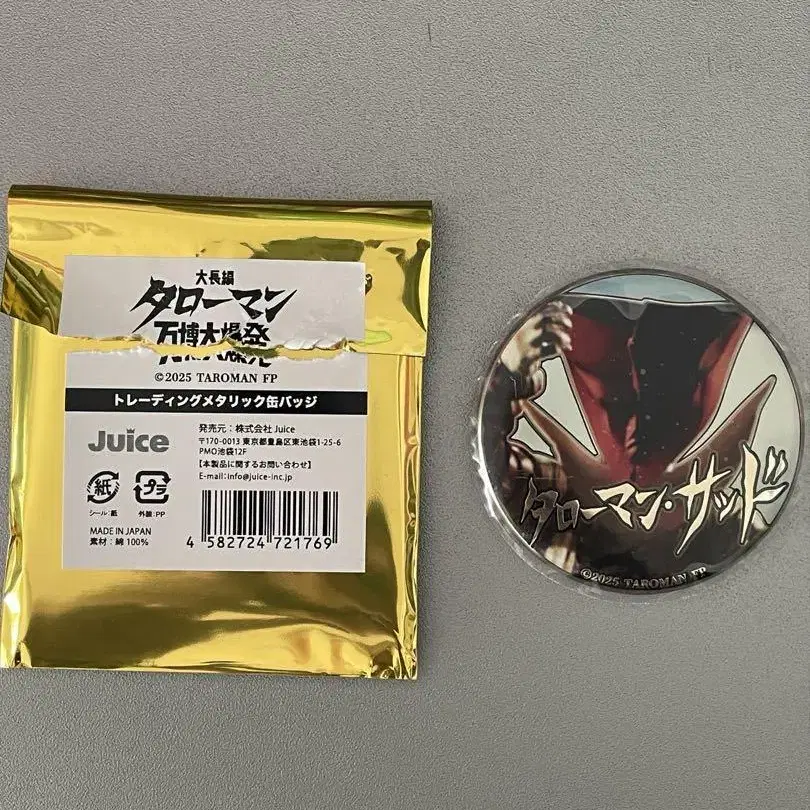 大長編
タローマン
万博大爆発
©2025 TAROMAN FP
トレーディングメタリック缶バッジ
Juice
発売元：株式会社 Juice
〒170-0013 東京都豊島区東池袋1-25-6
PMO池袋12F
【本製品に関するお問い合わせ】
E-mail:info@juice-inc.jp
紙
プラ
シール:紙
外装:PP
MADE IN JAPAN
素材：綿 100%
4 582724 721769
タローマン・サッド
©2025 TAROMAN FP